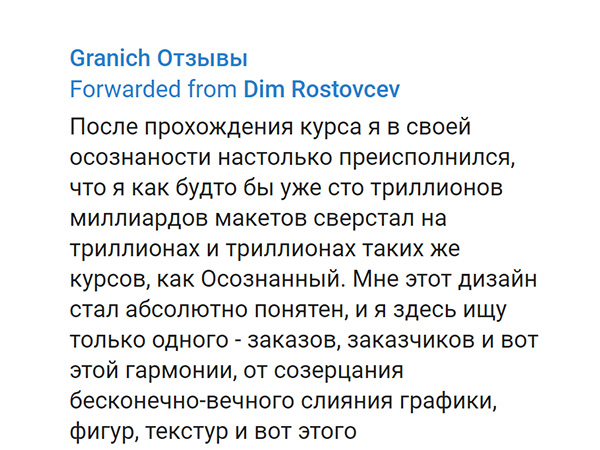 Granich Отзывы
Forwarded from Dim Rostovcev
После прохождения курса я в своей
осознаности настолько преисполнился,
что я как будто бы уже сто триллионов
миллиардов макетов сверстал на
триллионах и триллионах таких же
курсов, как Осознанный. Мне этот дизайн
стал абсолютно понятен, и я здесь ищу
только одного - заказов, заказчиков и вот
этой гармонии, от созерцания
бесконечно-вечного слияния графики,
фигур, текстур и вот этого